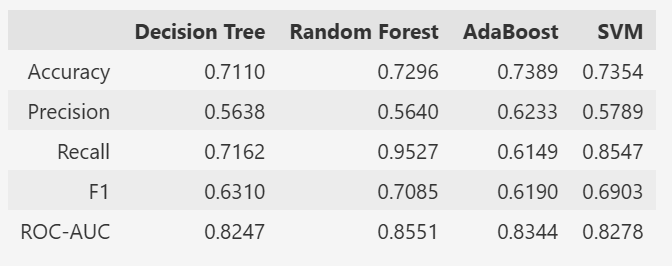 Decision Tree Random Forest AdaBoost SVM
Accuracy 0.7110 0.7296 0.7389 0.7354
Precision 0.5638 0.5640 0.6233 0.5789
Recall 0.7162 0.9527 0.6149 0.8547
F1 0.6310 0.7085 0.6190 0.6903
ROC-AUC 0.8247 0.8551 0.8344 0.8278